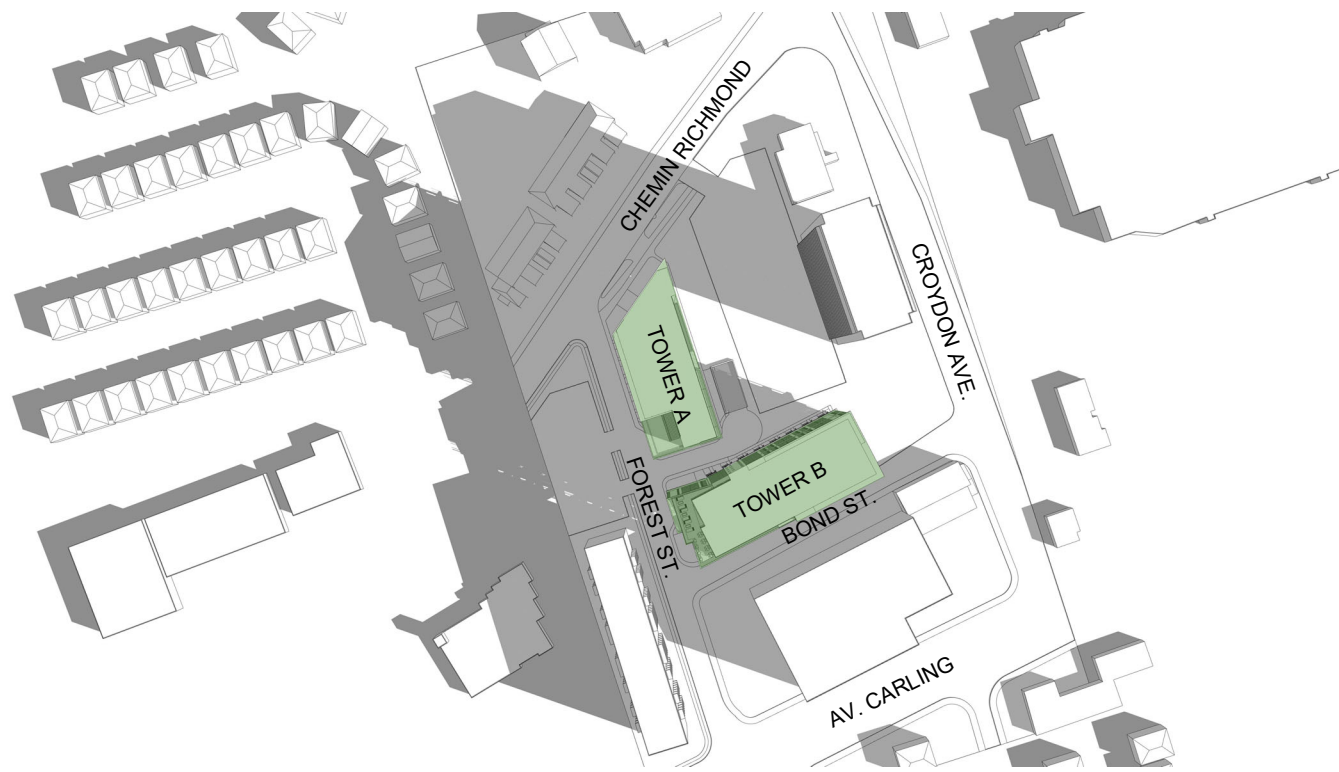 CHEMIN RICHMOND
CROYDON AVE.
TOWER A
TOWER B
FOREST ST.
BOND ST.
AV. CARLING